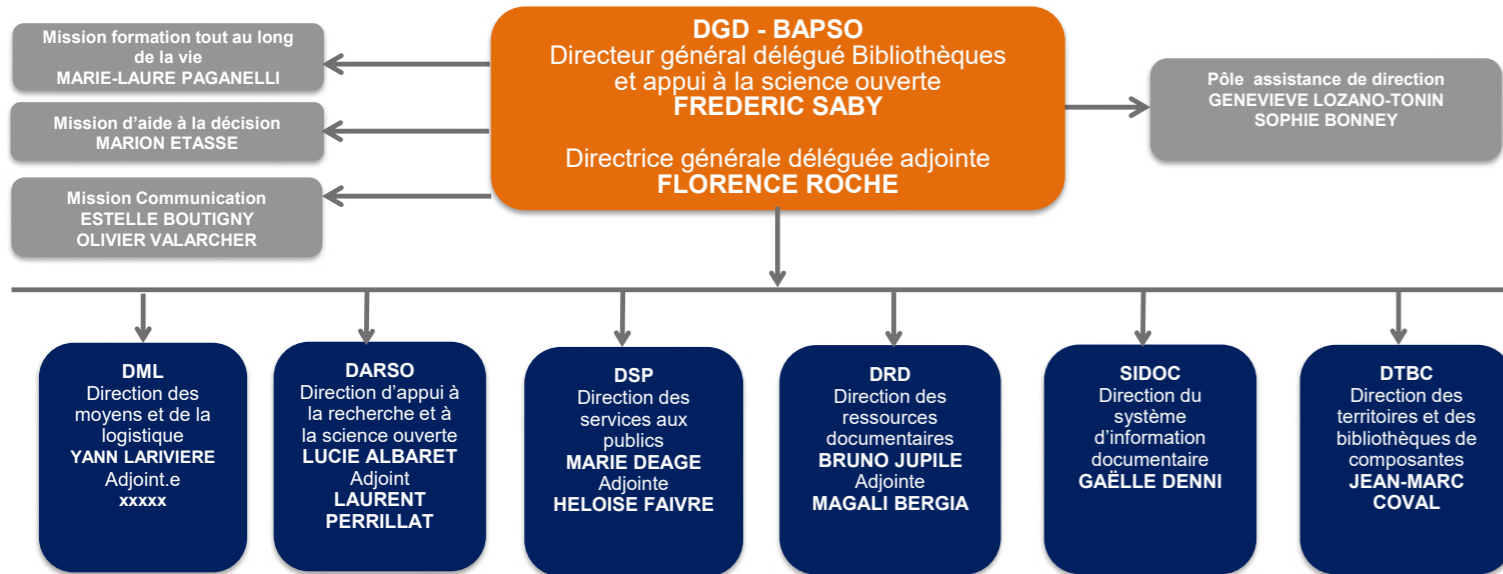 DGD - BAPSO
Directeur général délégué Bibliothèques
et appui à la science ouverte
FREDERIC SABY
Directrice générale déléguée adjointe
FLORENCE ROCHE
Mission formation tout au long
de la vie
MARIE-LAURE PAGANELLI
Mission d'aide à la décision
MARION ETASSE
Mission Communication
ESTELLE BOUTIGNY
OLIVIER VALARCHER
Pôle assistance de direction
GENEVIEVE LOZANO-TONIN
SOPHIE BONNEY
DML
Direction des
moyens et de la
logistique
YANN LARIVIERE
Adjoint.e
xxxxx
DARSO
Direction d'appui à
la recherche et à
la science ouverte
LUCIE ALBARET
Adjoint
LAURENT
PERRILLAT
DSP
Direction des
services aux
publics
MARIE DEAGE
Adjointe
HELOISE FAIVRE
DRD
Direction des
ressources
documentaires
BRUNO JUPILE
Adjointe
MAGALI BERGIA
SIDOC
Direction du
système
d'information
documentaire
GAËLLE DENNI
DTBC
Direction des
territoires et des
bibliothèques de
composantes
JEAN-MARC
COVAL